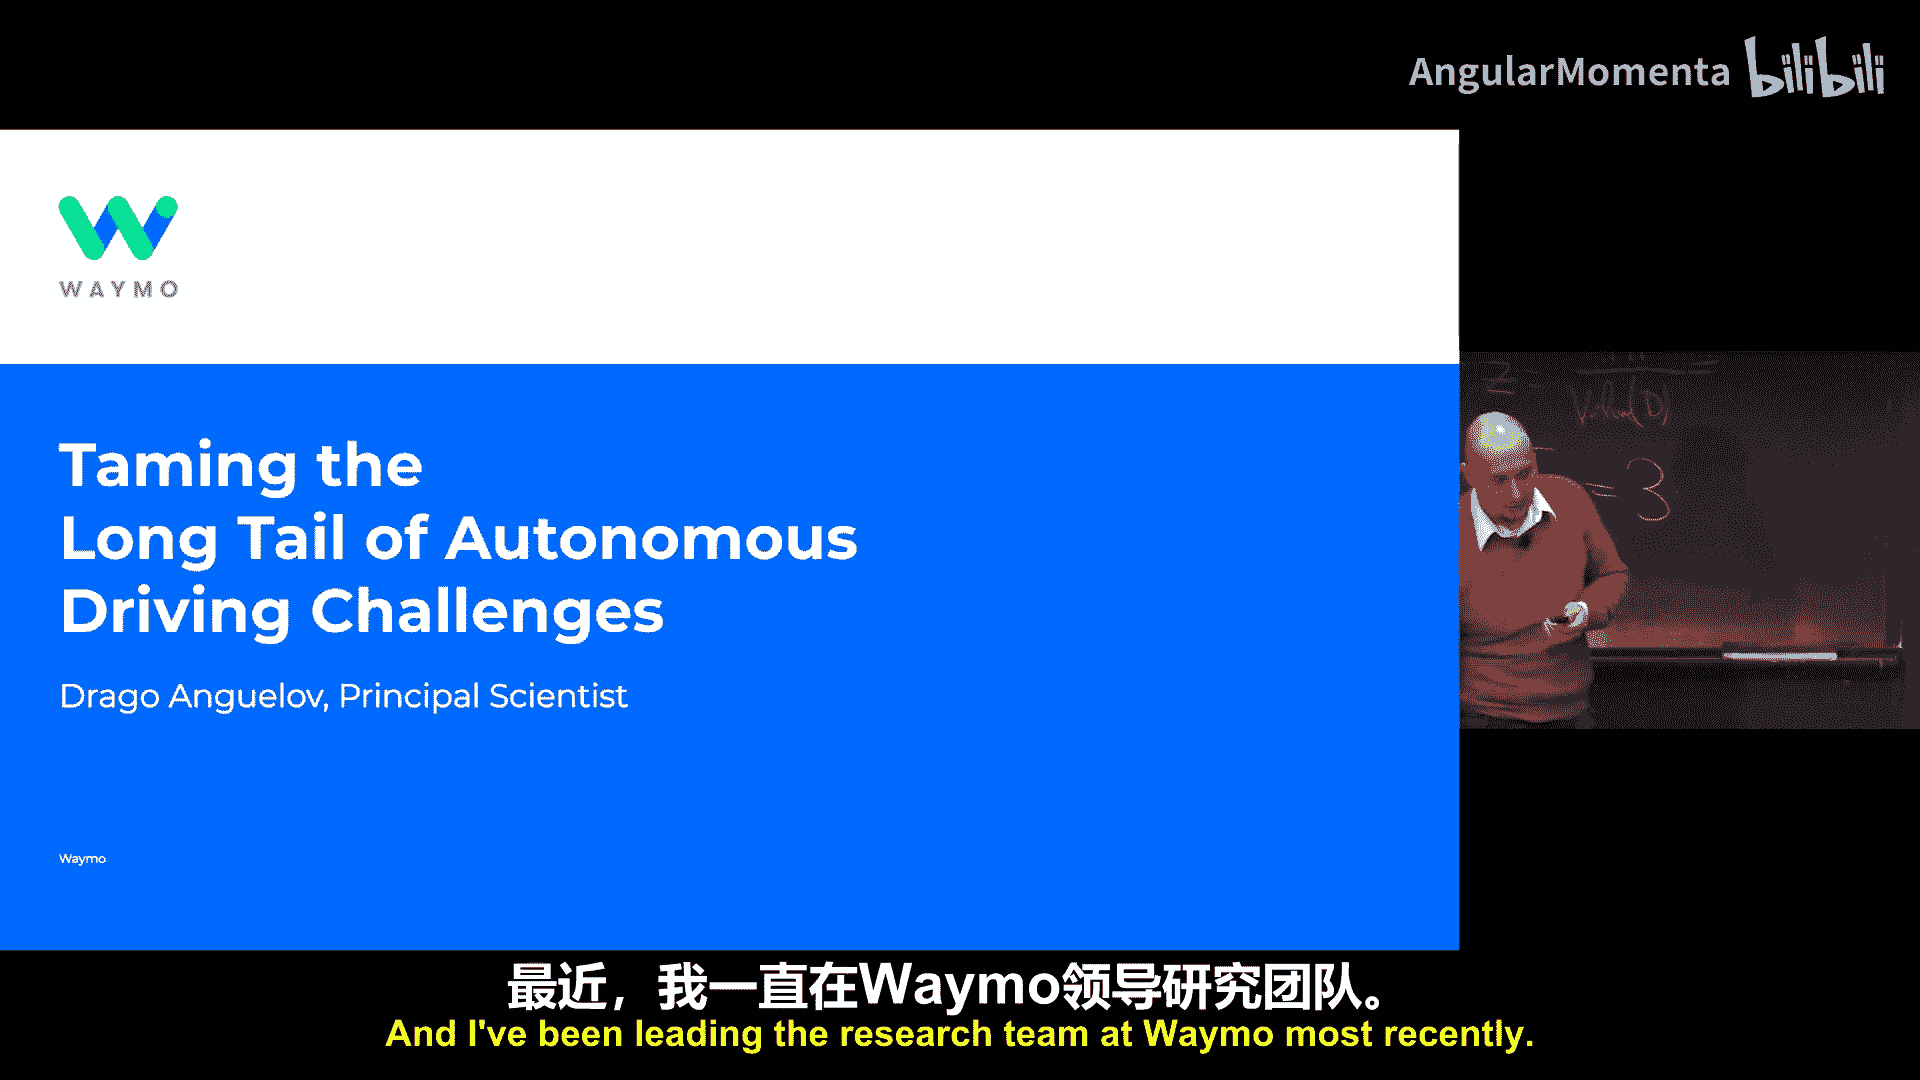 AngularMomenta bilibili
WAYMO
Taming the
Long Tail of Autonomous
Driving Challenges
Drago Anguelov, Principal Scientist
Waymo
= 3
最近，我一直在Waymo领导研究团队。
And I've been leading the research team at Waymo most recently.